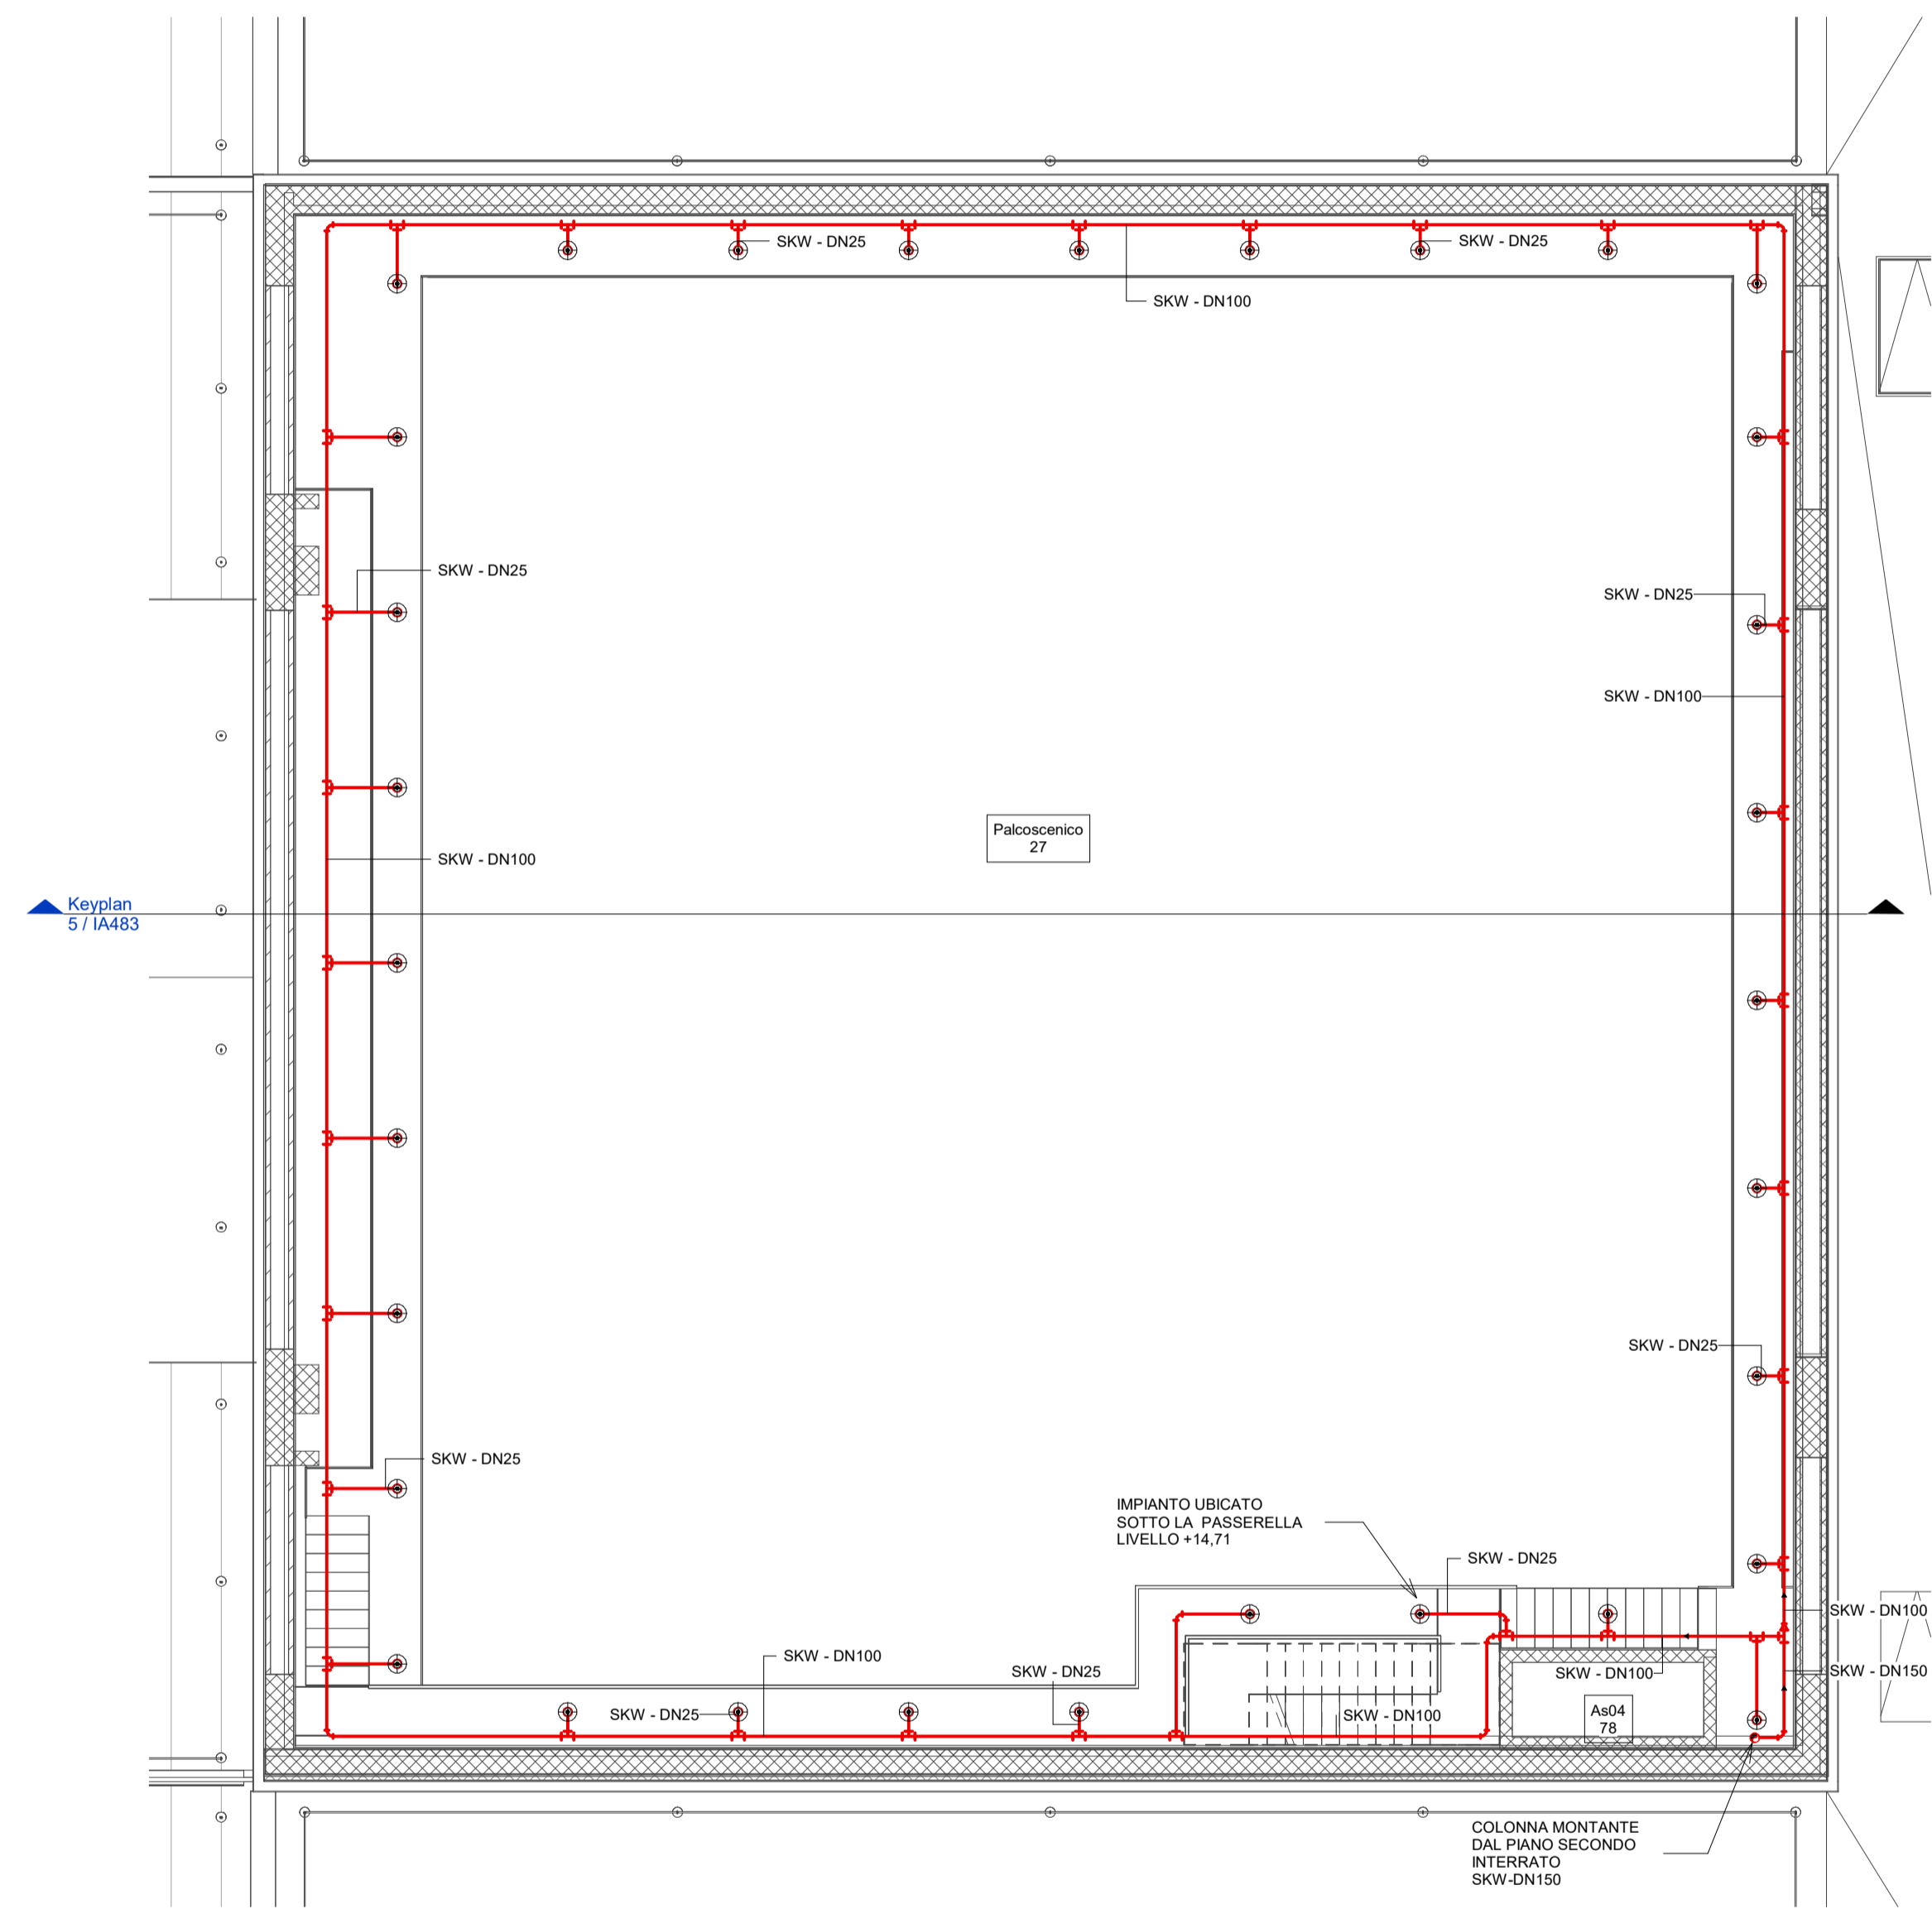 SKW - DN25
SKW - DN25
SKW - DN100
SKW - DN25
SKW - DN25
SKW - DN100
Palcoscenico
27
SKW - DN100
Keyplan
5 / IA483
SKW - DN25
SKW - DN25
IMPIANTO UBICATO
SOTTO LA PASSERELLA
LIVELLO +14,71
SKW - DN25
SKW - DN100
SKW - DN100
SKW - DN25
SKW - DN100
SKW - DN150
SKW - DN25
SKW - DN100
As04
78
COLONNA MONTANTE
DAL PIANO SECONDO
INTERRATO
SKW-DN150